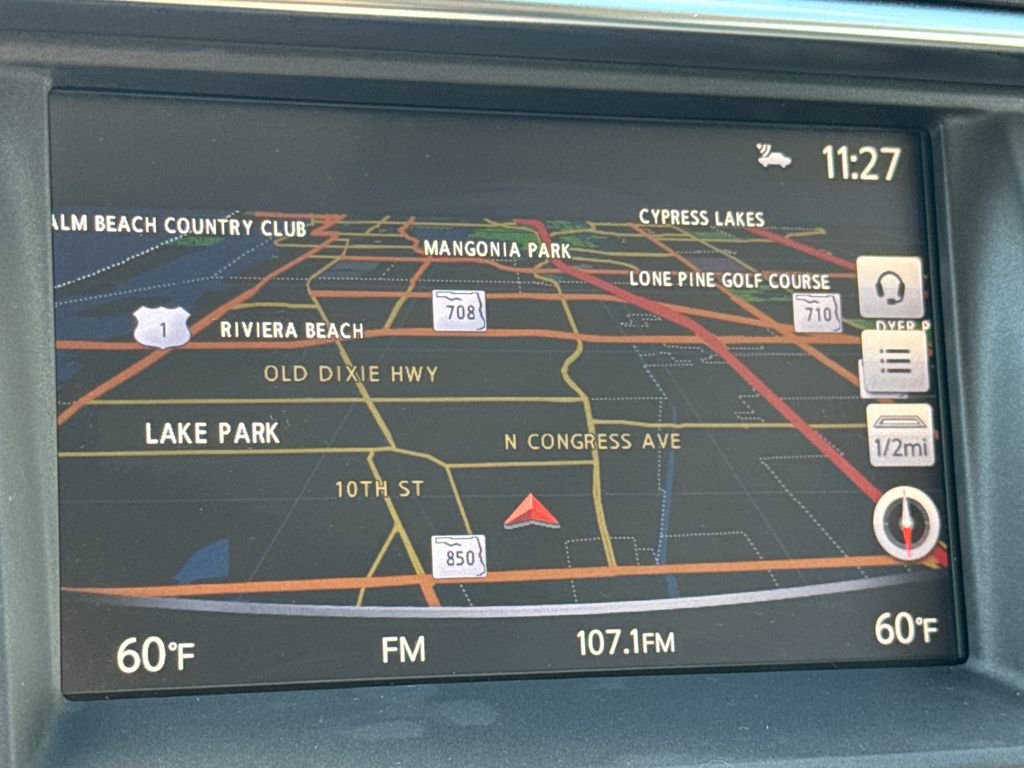 11:27
CYPRESS LAKES
ALM BEACH COUNTRY CLUB
MANGONIA PARK
LONE PINE GOLF COURSE
708
710
1
RIVIERA BEACH
DYER P
OLD DIXIE HWY
LAKE PARK
N CONGRESS AVE
1/2mi
10TH ST
850
60°F
FM
107.1FM
60°F